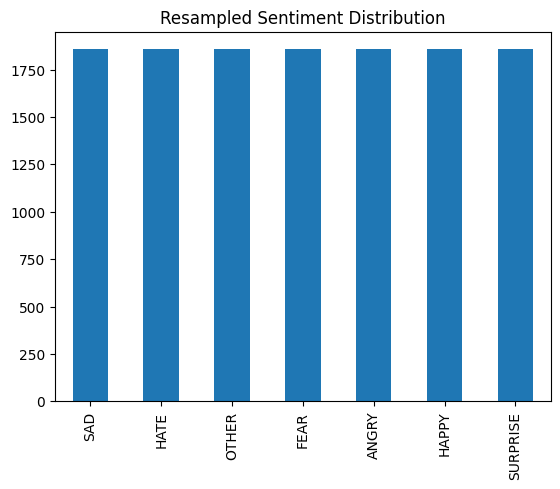 Resampled Sentiment Distribution
1750
1500
1250
1000
750
500
250
0
SAD
HATE
OTHER
FEAR
ANGRY
HAPPY
SURPRISE